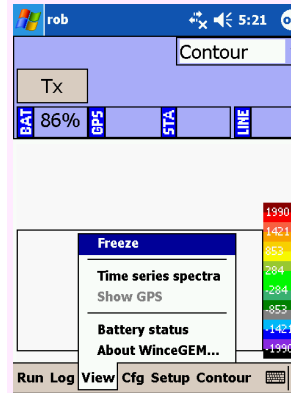 rob 5:21
Contour
Tx
BAT 86% GPS STA LINE
1990
1421
853
284
-284
-853
-1421
-1990
Freeze
Time series spectra
Show GPS
Battery status
About WinceGEM...
Run Log View Cfg Setup Contour